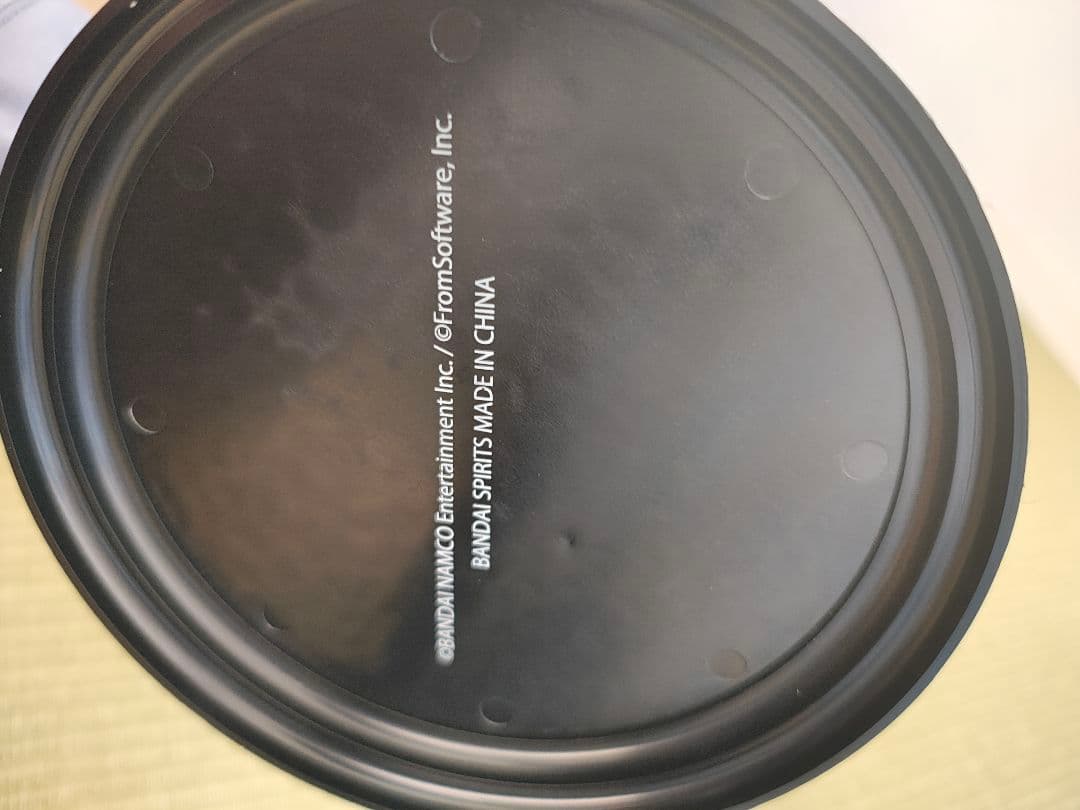 ©BANDAI NAMCO Entertainment Inc. / ©FromSoftware, Inc.
BANDAI SPIRITS MADE IN CHINA